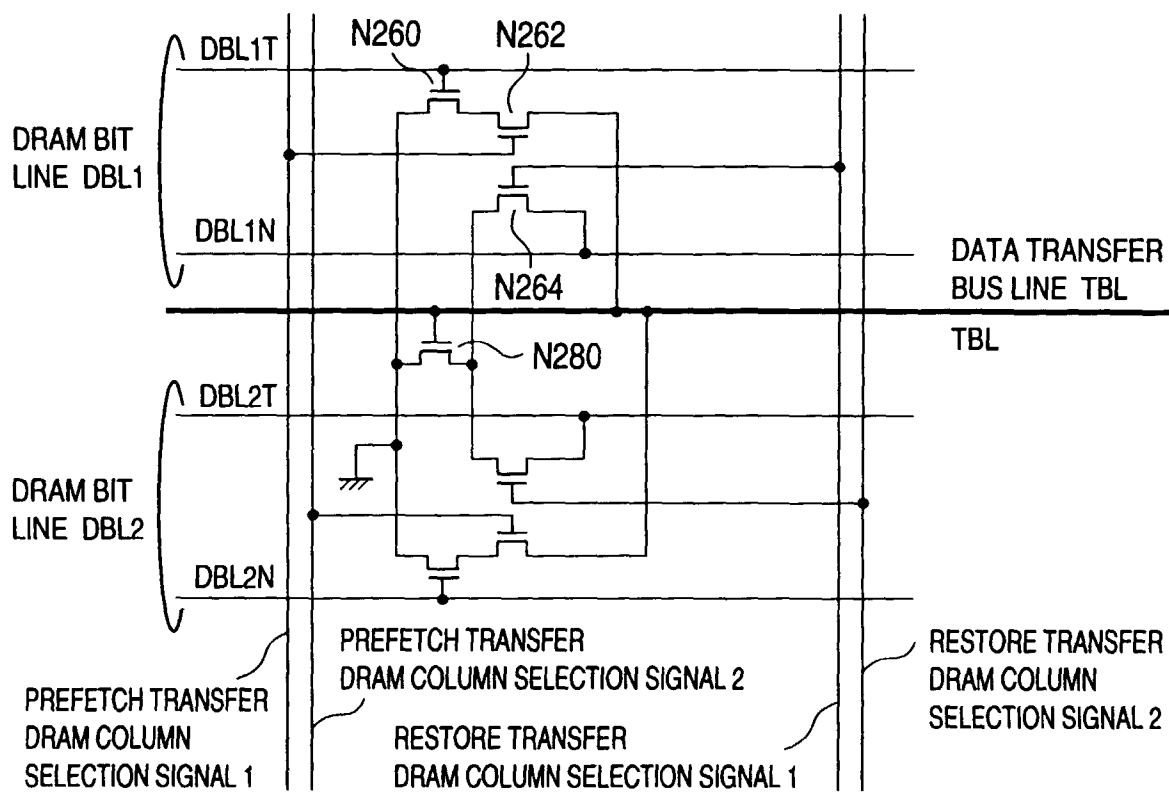 DBL1T
N260
N262
DRAM BIT
LINE DBL1
DBL1N
N264
DATA TRANSFER
BUS LINE TBL
TBL
N280
DBL2T
DRAM BIT
LINE DBL2
DBL2N
PREFETCH TRANSFER
DRAM COLUMN SELECTION SIGNAL 2
RESTORE TRANSFER
DRAM COLUMN
SELECTION SIGNAL 2
PREFETCH TRANSFER
DRAM COLUMN
SELECTION SIGNAL 1
RESTORE TRANSFER
DRAM COLUMN SELECTION SIGNAL 1